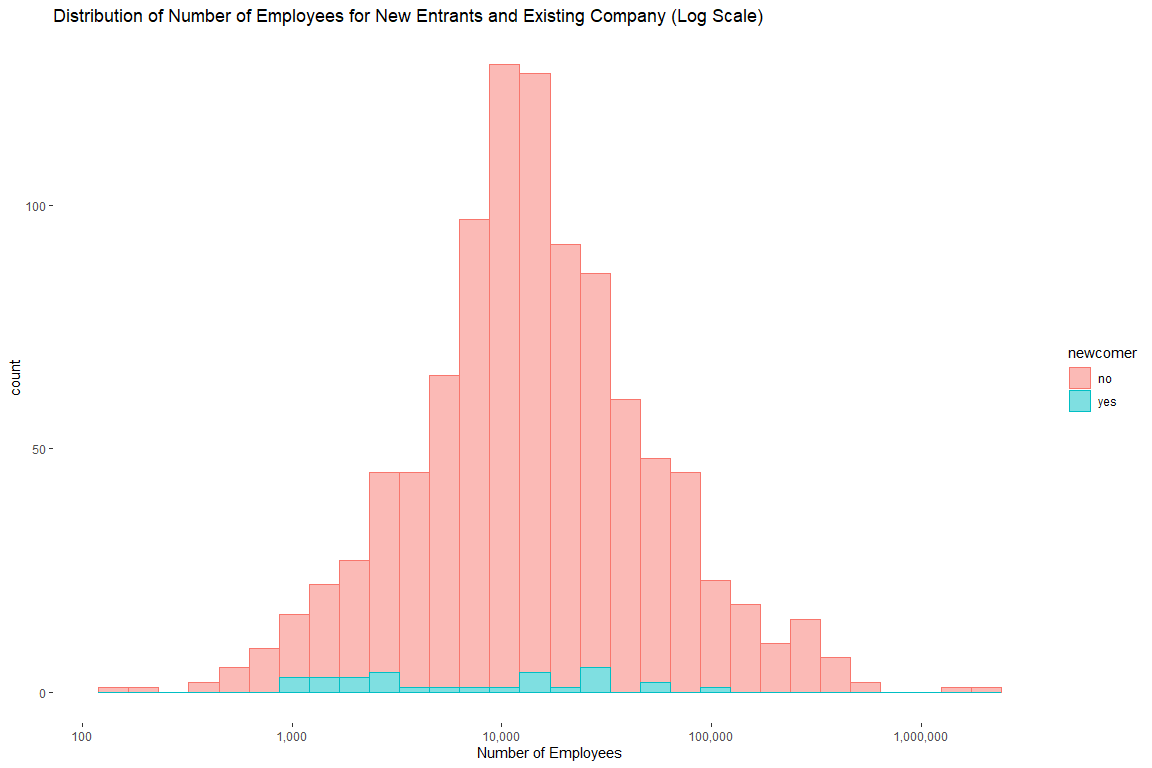 Distribution of Number of Employees for New Entrants and Existing Company (Log Scale)
count
100
50
0
100
1,000
10,000
100,000
1,000,000
Number of Employees
newcomer
no
yes